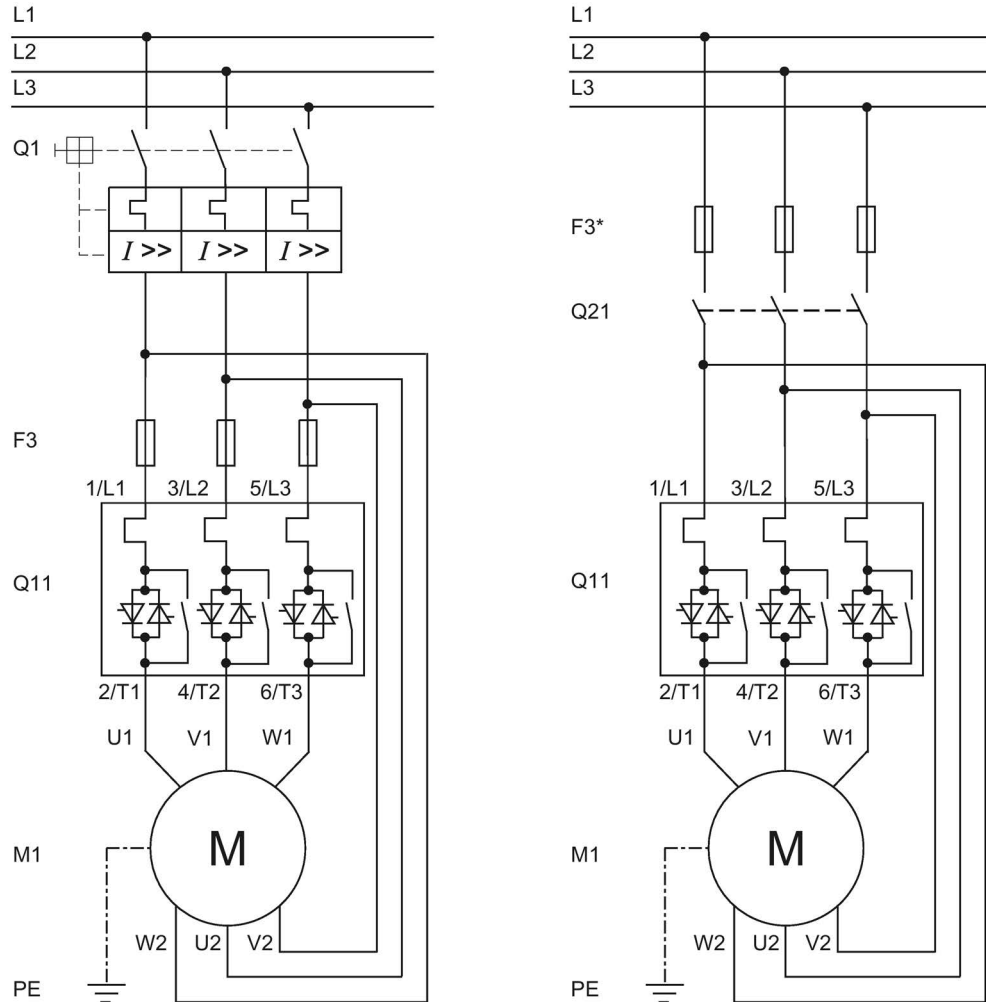 L1
L2
L3
Q1
I >> I >> I >>
F3
1/L1 3/L2 5/L3
Q11
2/T1 4/T2 6/T3
U1 V1 W1
M
M1
W2 U2 V2
PE
L1
L2
L3
F3*
Q21
1/L1 3/L2 5/L3
Q11
2/T1 4/T2 6/T3
U1 V1 W1
M
M1
W2 U2 V2
PE